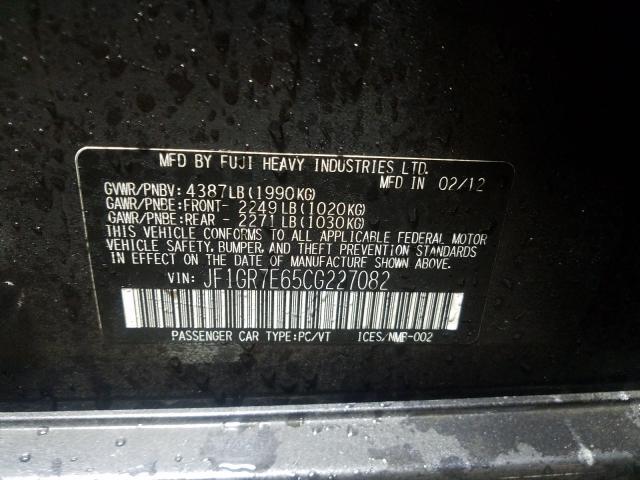 MFD BY FUJI HEAVY INDUSTRIES LTD.
MFD IN 02/12
GVWR/PNBV: 4387LB(1990KG)
GAWR/PNBE:FRONT- 2249LB(1020KG)
GAWR/PNBE:REAR - 2271LB(1030KG)
THIS VEHICLE CONFORMS TO ALL APPLICABLE FEDERAL MOTOR
VEHICLE SAFETY, BUMPER, AND THEFT PREVENTION STANDARDS
IN EFFECT ON THE DATE OF MANUFACTURE SHOWN ABOVE.
VIN: JF1GR7E65CG227082
PASSENGER CAR TYPE:PC/VT ICES/NMB-002